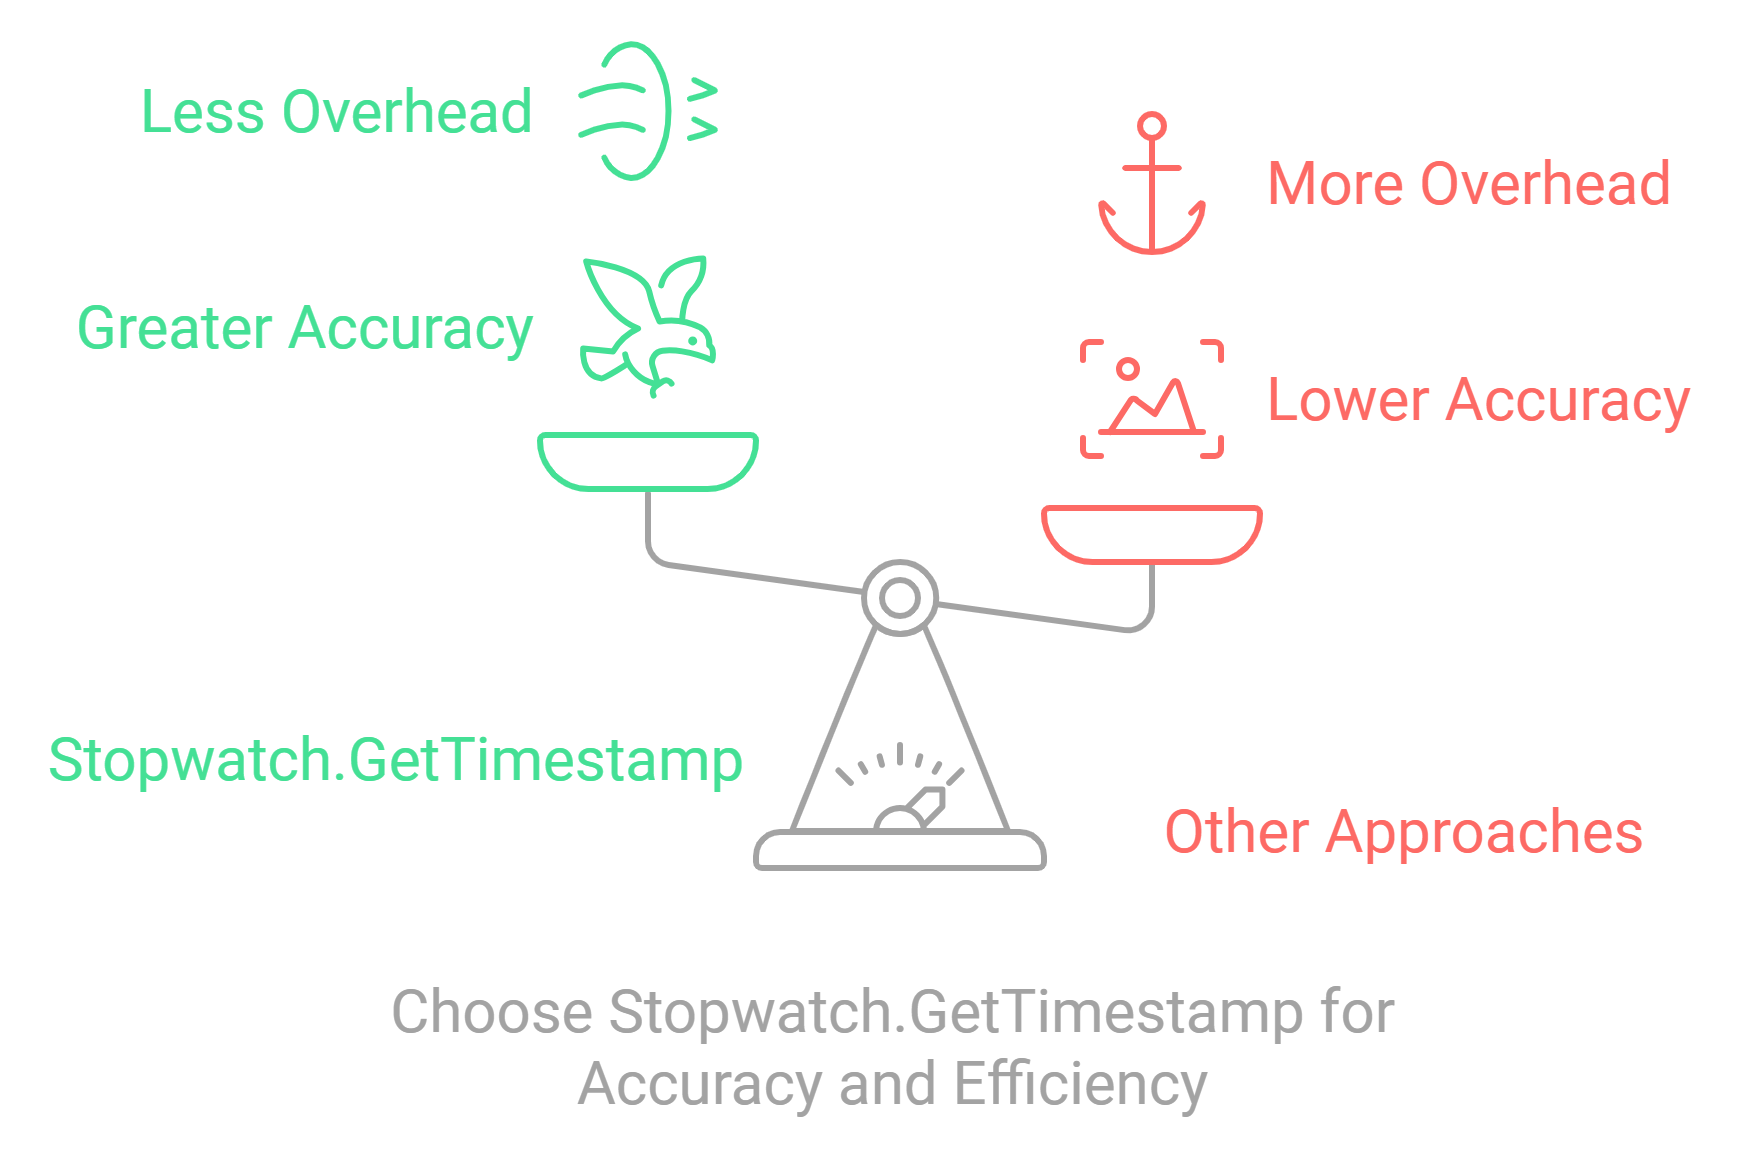 Less Overhead
More Overhead
Greater Accuracy
Lower Accuracy
Stopwatch.GetTimestamp
Other Approaches
Choose Stopwatch.GetTimestamp for
Accuracy and Efficiency